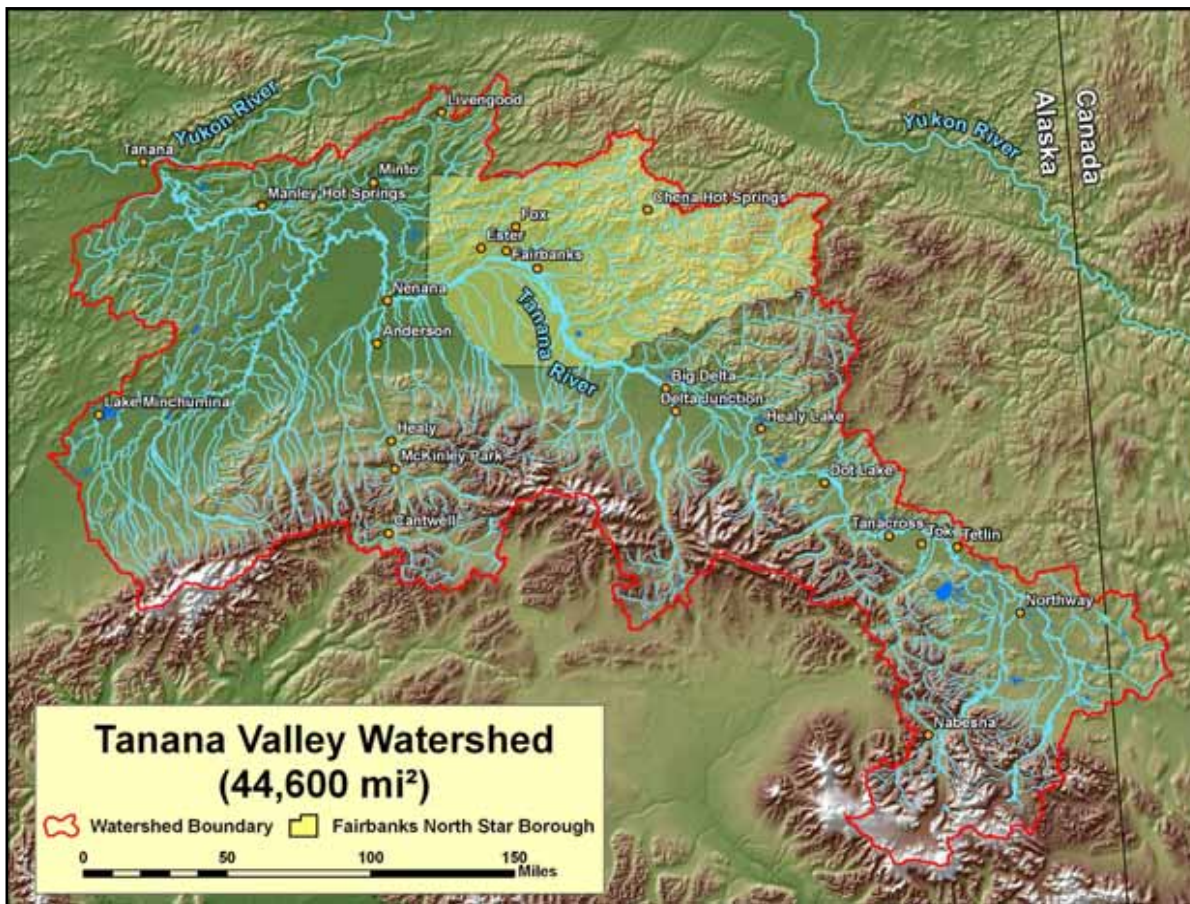 Livengood
Yukon River
Tanana
Minto
Manley Hot Springs
Canada
Alaska
Yukon River
Chena Hot Springs
Fox
Ester
Fairbanks
Nenana
Tanana River
Anderson
Big Delta
Delta Junction
Lake Minchumina
Healy Lake
Healy
McKinley Park
Dot Lake
Cantwell
Tanacross
Tok
Tetlin
Northway
Nabesna
Tanana Valley Watershed
(44,600 mi²)
Watershed Boundary Fairbanks North Star Borough
0 50 100 150
Miles